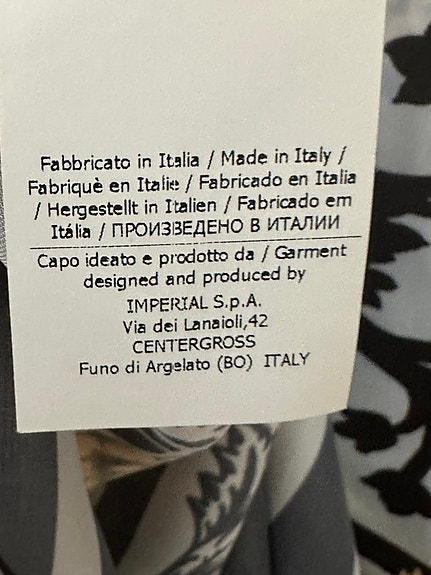 Fabbricato in Italia / Made in Italy /
Fabriquè en Italie / Fabricado en Italia
/ Hergestellt in Italien / Fabricado em
Itália / ПРОИЗВЕДЕНО В ИТАЛИИ
Capo ideato e prodotto da / Garment
designed and produced by
IMPERIAL S.p.A.
Via dei Lanaioli,42
CENTERGROSS
Funo di Argelato (BO) ITALY